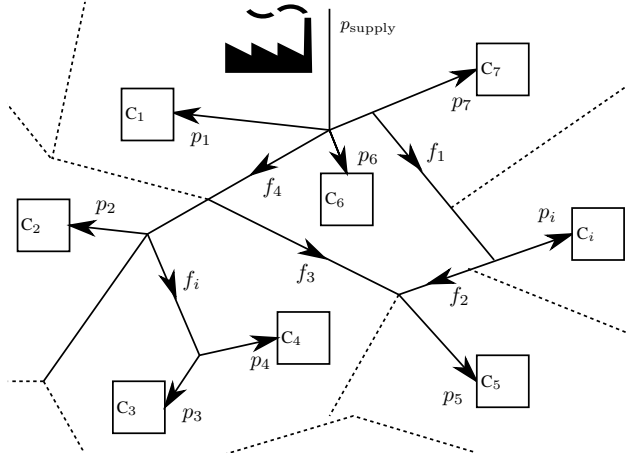 p_supply
C_7
C_1
p_7
p_1
f_1
p_6
f_4
C_6
p_2
C_2
p_i
C_i
f_i
f_3
f_2
C_4
p_4
C_5
p_5
C_3
p_3